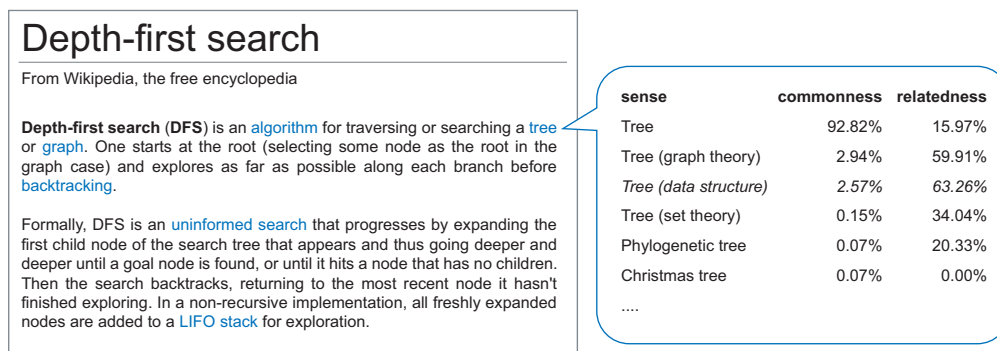 Depth-first search
From Wikipedia, the free encyclopedia
Depth-first search (DFS) is an algorithm for traversing or searching a tree
or graph. One starts at the root (selecting some node as the root in the
graph case) and explores as far as possible along each branch before
backtracking.
Formally, DFS is an uninformed search that progresses by expanding the
first child node of the search tree that appears and thus going deeper and
deeper until a goal node is found, or until it hits a node that has no children.
Then the search backtracks, returning to the most recent node it hasn't
finished exploring. In a non-recursive implementation, all freshly expanded
nodes are added to a LIFO stack for exploration.
sense commonness relatedness
Tree 92.82% 15.97%
Tree (graph theory) 2.94% 59.91%
Tree (data structure) 2.57% 63.26%
Tree (set theory) 0.15% 34.04%
Phylogenetic tree 0.07% 20.33%
Christmas tree 0.07% 0.00%
....